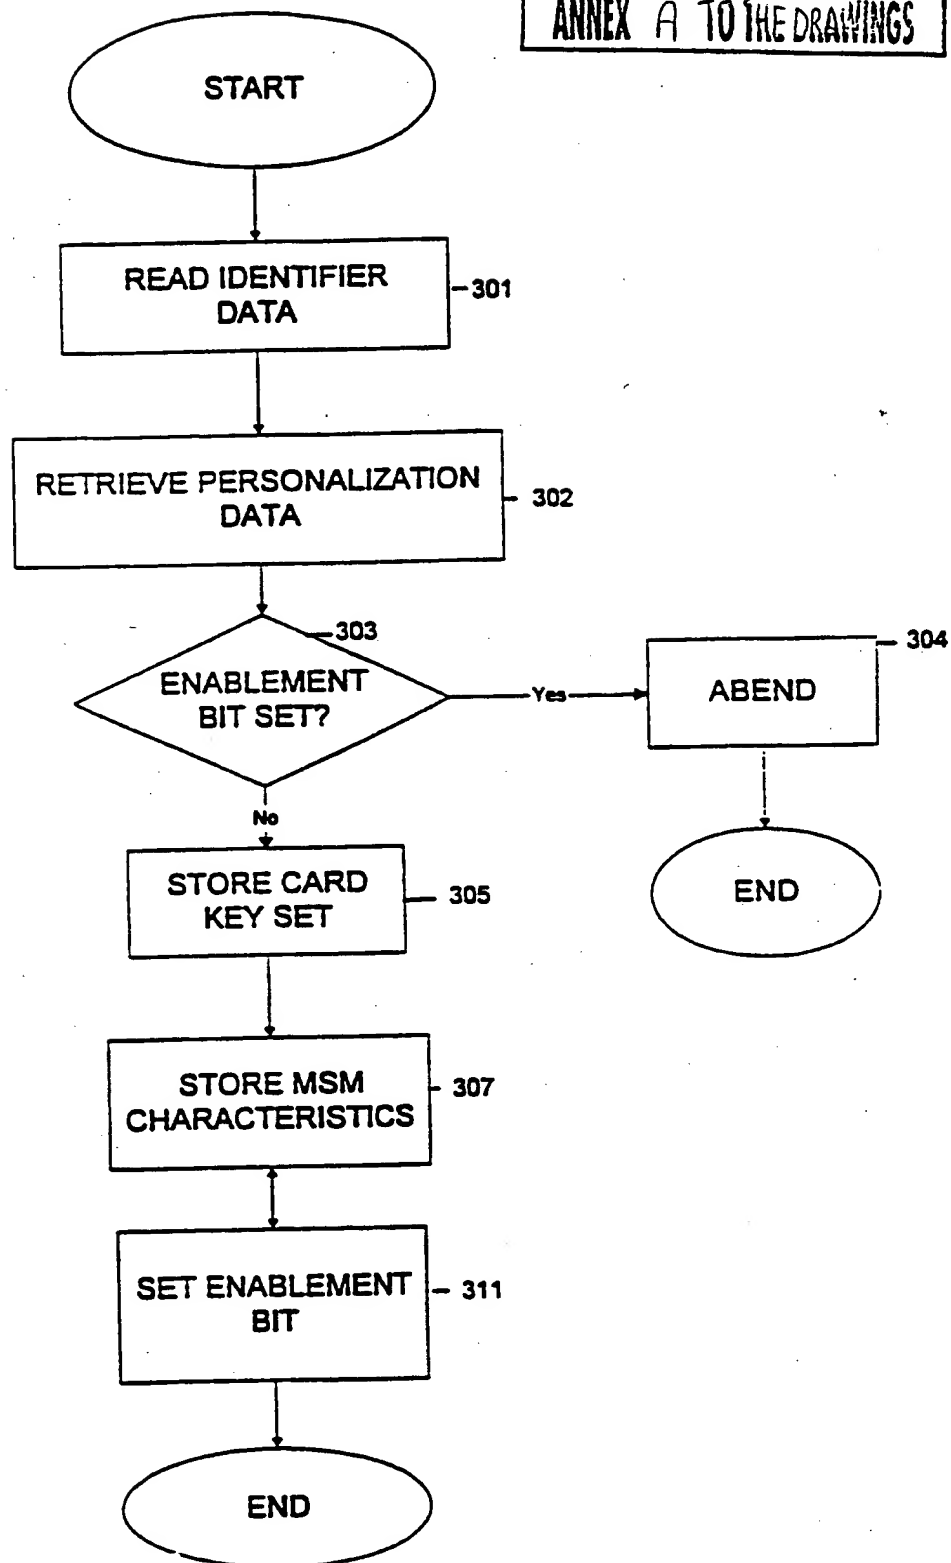 ANNEX A TO THE DRAWINGS
START
READ IDENTIFIER
DATA
301
RETRIEVE PERSONALIZATION
DATA
302
303
ENABLEMENT
BIT SET?
Yes
304
ABEND
No
END
STORE CARD
KEY SET
305
STORE MSM
CHARACTERISTICS
307
SET ENABLEMENT
BIT
311
END